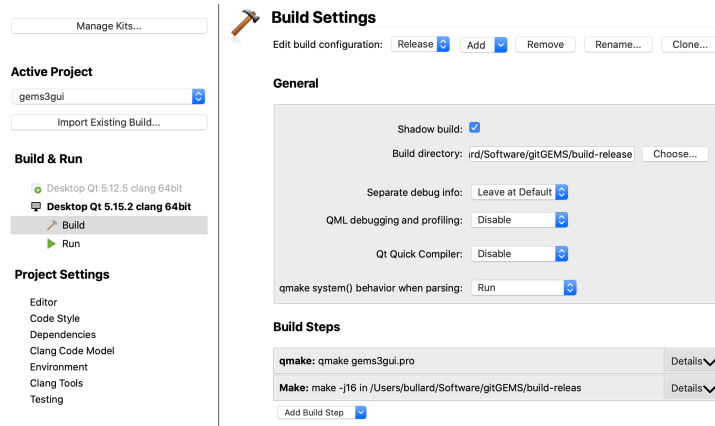 Manage Kits...
Active Project
gems3gui
Import Existing Build...
Build & Run
Desktop Qt 5.12.5 clang 64bit
Desktop Qt 5.15.2 clang 64bit
Build
Run
Project Settings
Editor
Code Style
Dependencies
Clang Code Model
Environment
Clang Tools
Testing
Build Settings
Edit build configuration: Release Add Remove Rename... Clone...
General
Shadow build:
Build directory: ard/Software/gitGEMS/build-release Choose...
Separate debug info: Leave at Default
QML debugging and profiling: Disable
Qt Quick Compiler: Disable
qmake system() behavior when parsing: Run
Build Steps
qmake: qmake gems3gui.pro Details
Make: make -j16 in /Users/bullard/Software/gitGEMS/build-releas Details
Add Build Step